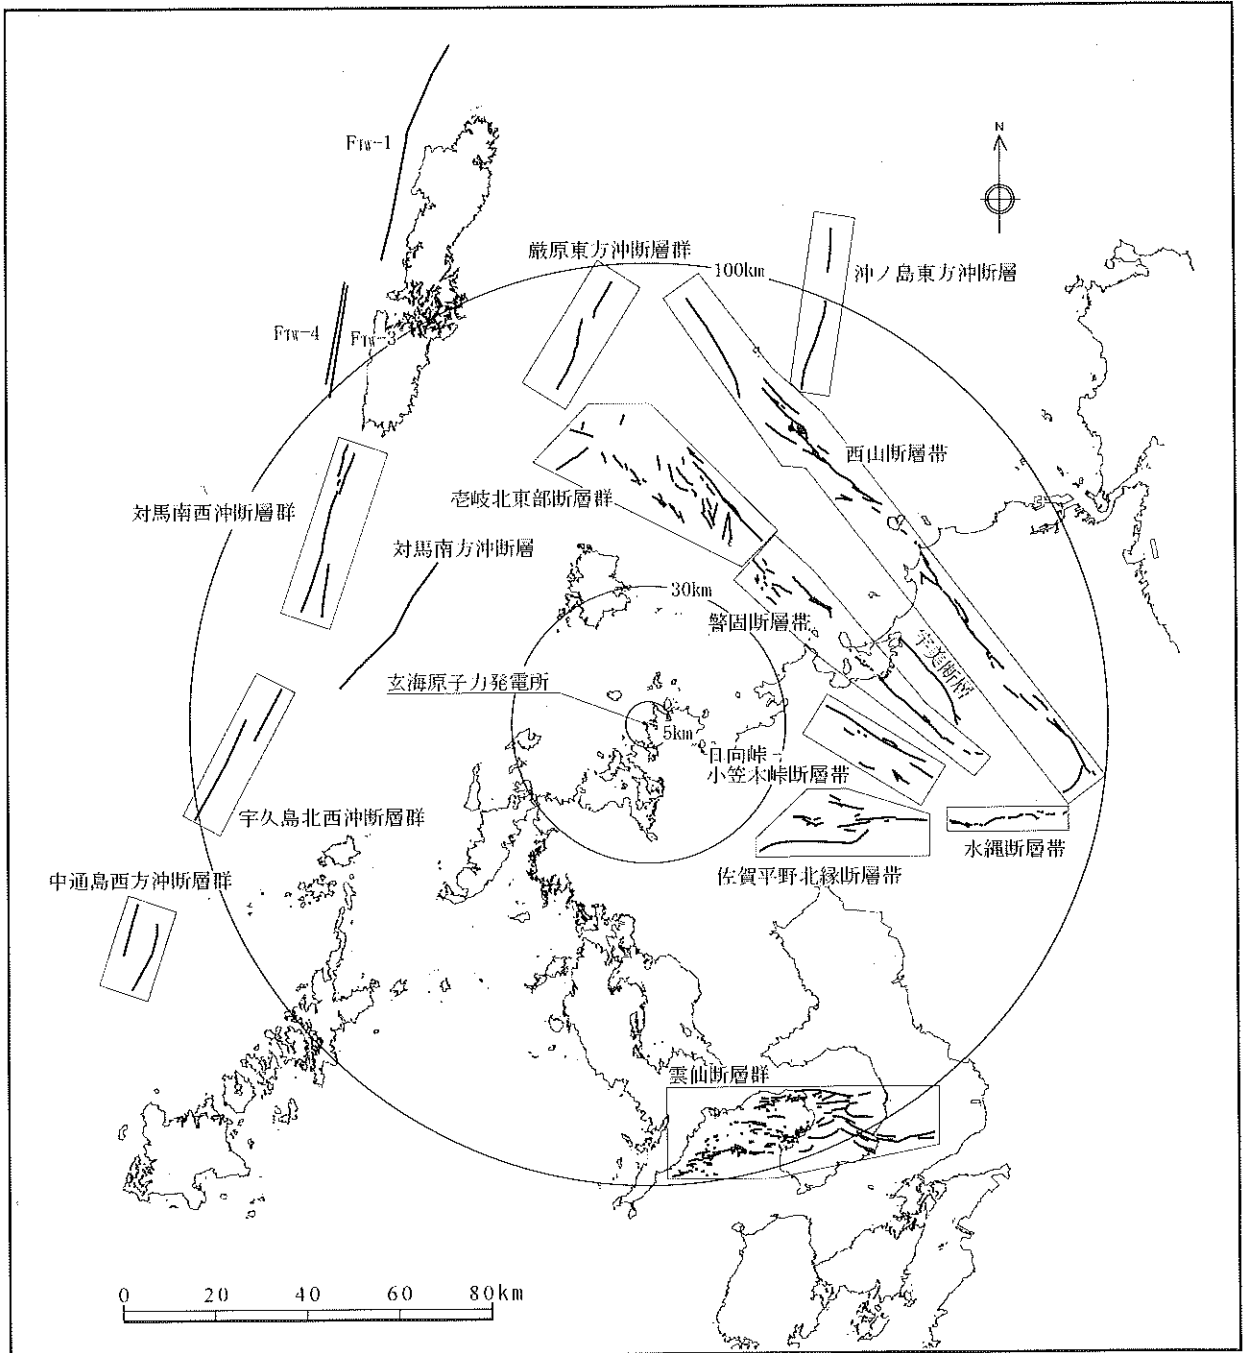 N
FTW-1
厳原東方沖断層群
100km
沖ノ島東方沖断層
FTW-4
FTW-3
西山断層帯
壱岐北東部断層群
対馬南西沖断層群
対馬南方沖断層
30km
警固断層帯
宇美断層
玄海原子力発電所
5km
日向峠-
小笠木峠断層帯
宇久島北西沖断層群
水縄断層帯
中通島西方沖断層群
佐賀平野北縁断層帯
雲仙断層群
0 20 40 60 80km